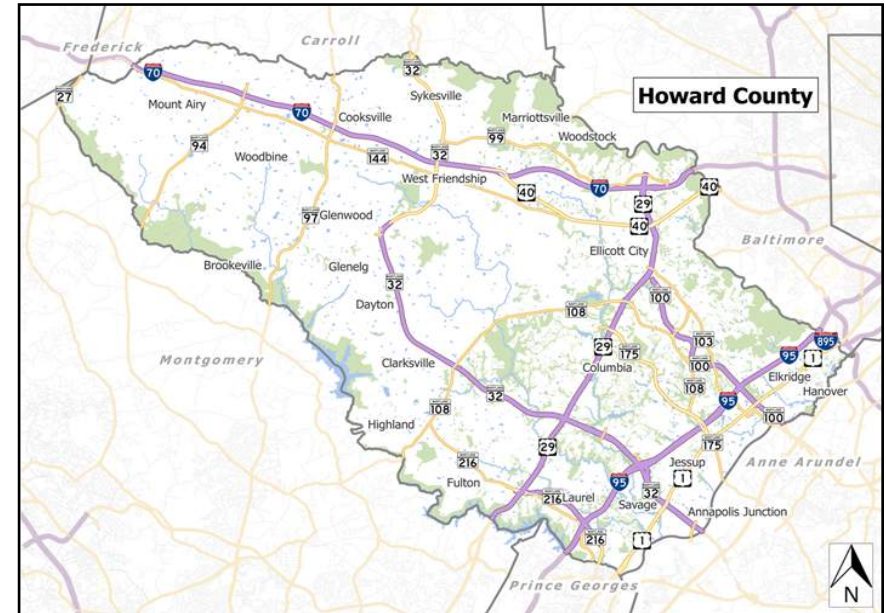 Frederick
Carroll
Howard County
70
32
27
Mount Airy
Sykesville
70
Cooksville
Marriottsville
94
99
Woodstock
Woodbine
144
32
West Friendship
70
40
40
29
97
Glenwood
40
Baltimore
Ellicott City
Brookeville
Glenelg
32
100
Dayton
108
895
103
29
175
95
1
Montgomery
Clarksville
Columbia
100
Elkridge
108
Hanover
32
95
108
100
Highland
29
175
216
Jessup
Anne Arundel
Fulton
95
1
216
Laurel
32
Savage
Annapolis Junction
216
1
Prince Georges
N